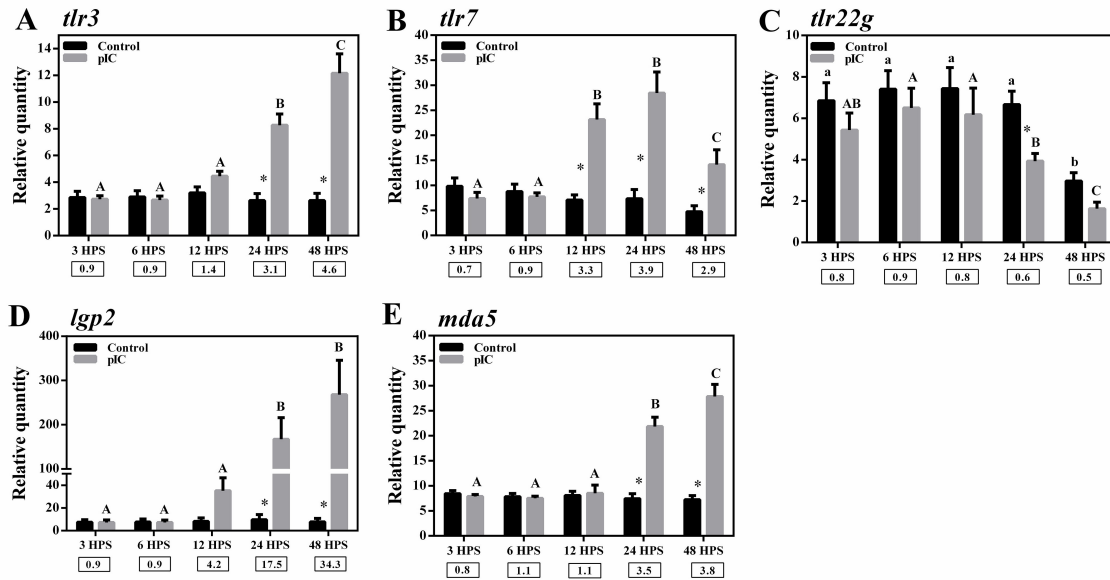 A tlr3
Control
pIC
Relative quantity
14
12
10
8
6
4
2
0
A A A B C
* *
3 HPS 6 HPS 12 HPS 24 HPS 48 HPS
0.9 0.9 1.4 3.1 4.6
B tlr7
Control
pIC
Relative quantity
40
35
30
25
20
15
10
5
0
A A B B C
* * *
3 HPS 6 HPS 12 HPS 24 HPS 48 HPS
0.7 0.9 3.3 3.9 2.9
C tlr22g
Control
pIC
Relative quantity
10
8
6
4
2
0
a AB a A a A a * B b C
3 HPS 6 HPS 12 HPS 24 HPS 48 HPS
0.8 0.9 0.8 0.6 0.5
D lgp2
Control
pIC
Relative quantity
400
300
200
100
40
20
0
A A A B B
* *
3 HPS 6 HPS 12 HPS 24 HPS 48 HPS
0.9 0.9 4.2 17.5 34.3
E mda5
Control
pIC
Relative quantity
40
35
30
25
20
15
10
5
0
A A A B C
* *
3 HPS 6 HPS 12 HPS 24 HPS 48 HPS
0.8 1.1 1.1 3.5 3.8